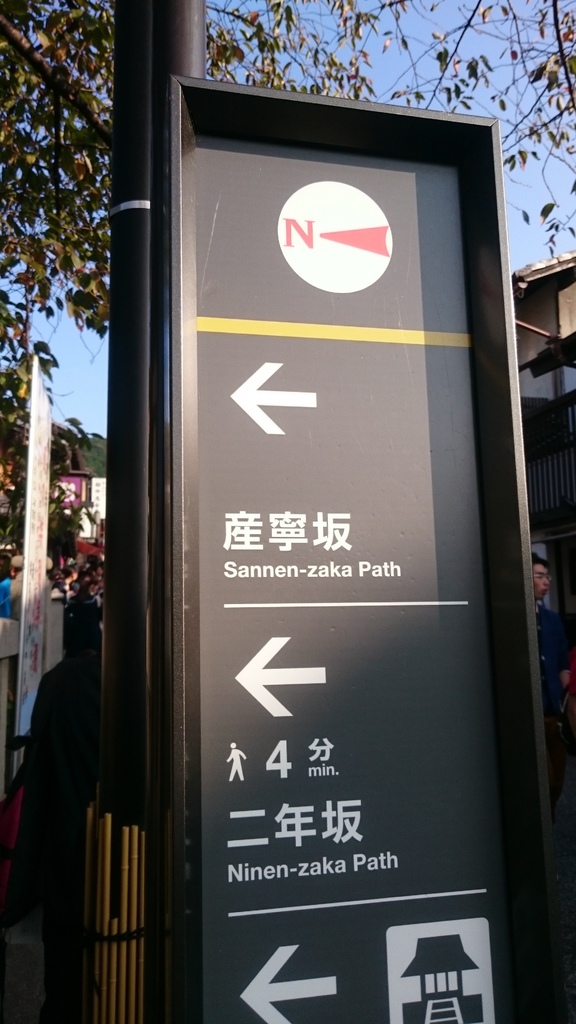 N
産寧坂
Sannen-zaka Path
4 分
min.
二年坂
Ninen-zaka Path